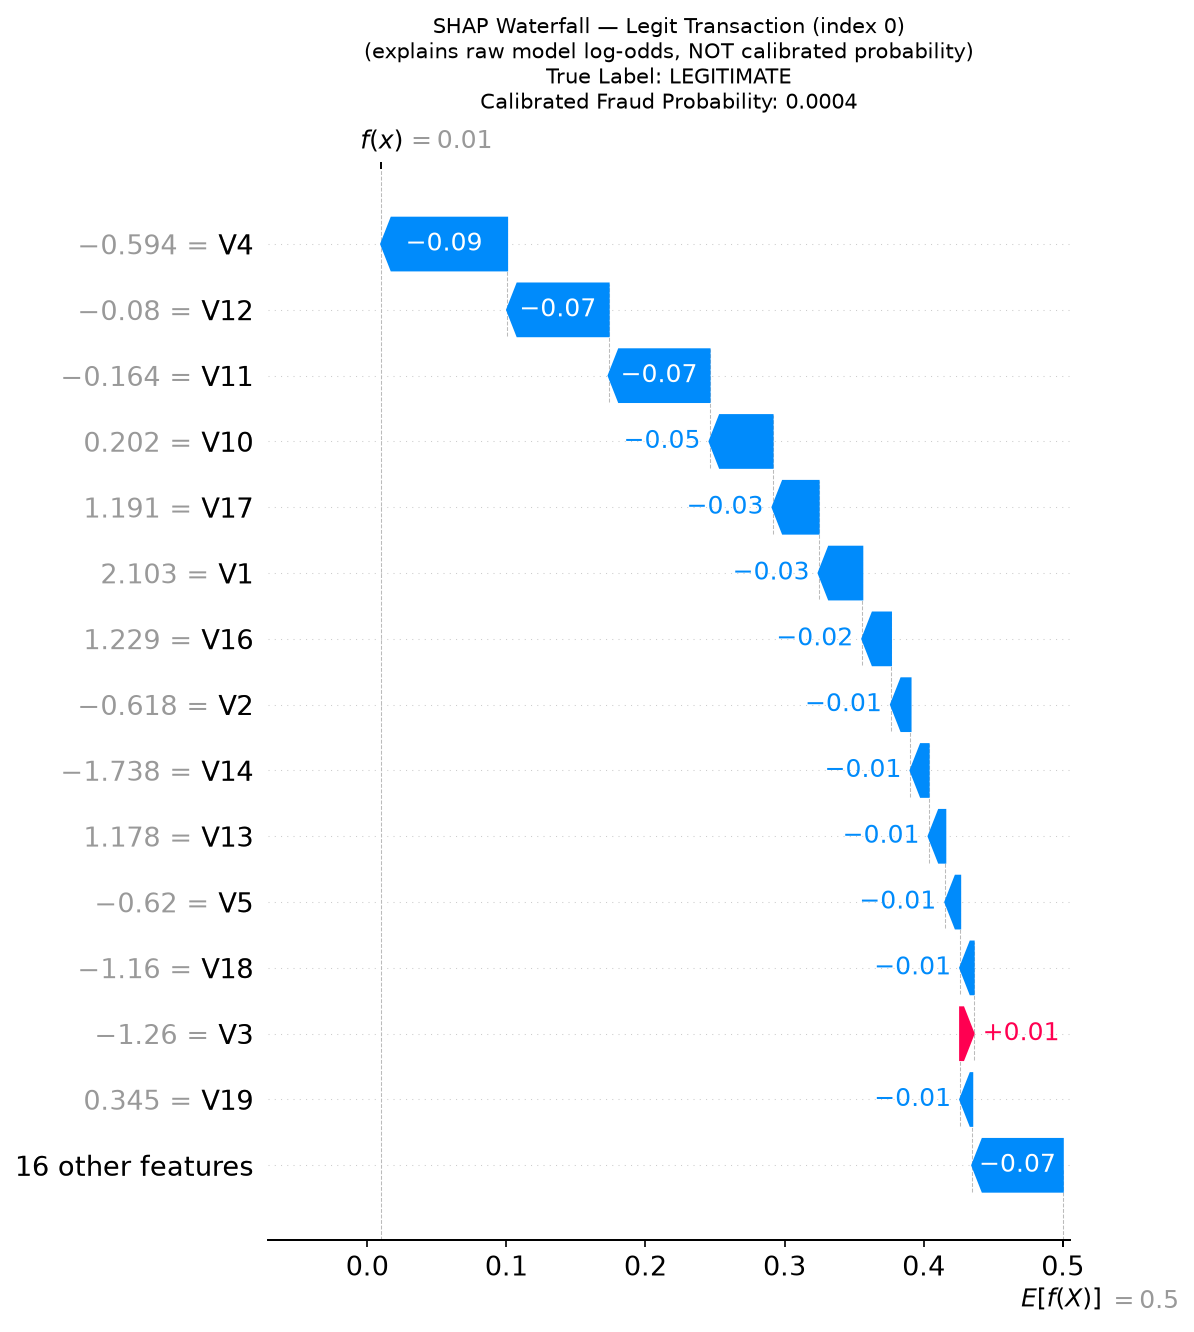 SHAP Waterfall — Legit Transaction (index 0)
(explains raw model log-odds, NOT calibrated probability)
True Label: LEGITIMATE
Calibrated Fraud Probability: 0.0004
f(x) = 0.01
−0.594 = V4 −0.09
−0.08 = V12 −0.07
−0.164 = V11 −0.07
0.202 = V10 −0.05
1.191 = V17 −0.03
2.103 = V1 −0.03
1.229 = V16 −0.02
−0.618 = V2 −0.01
−1.738 = V14 −0.01
1.178 = V13 −0.01
−0.62 = V5 −0.01
−1.16 = V18 −0.01
−1.26 = V3 +0.01
0.345 = V19 −0.01
16 other features −0.07
0.0 0.1 0.2 0.3 0.4 0.5
E[f(X)] = 0.5